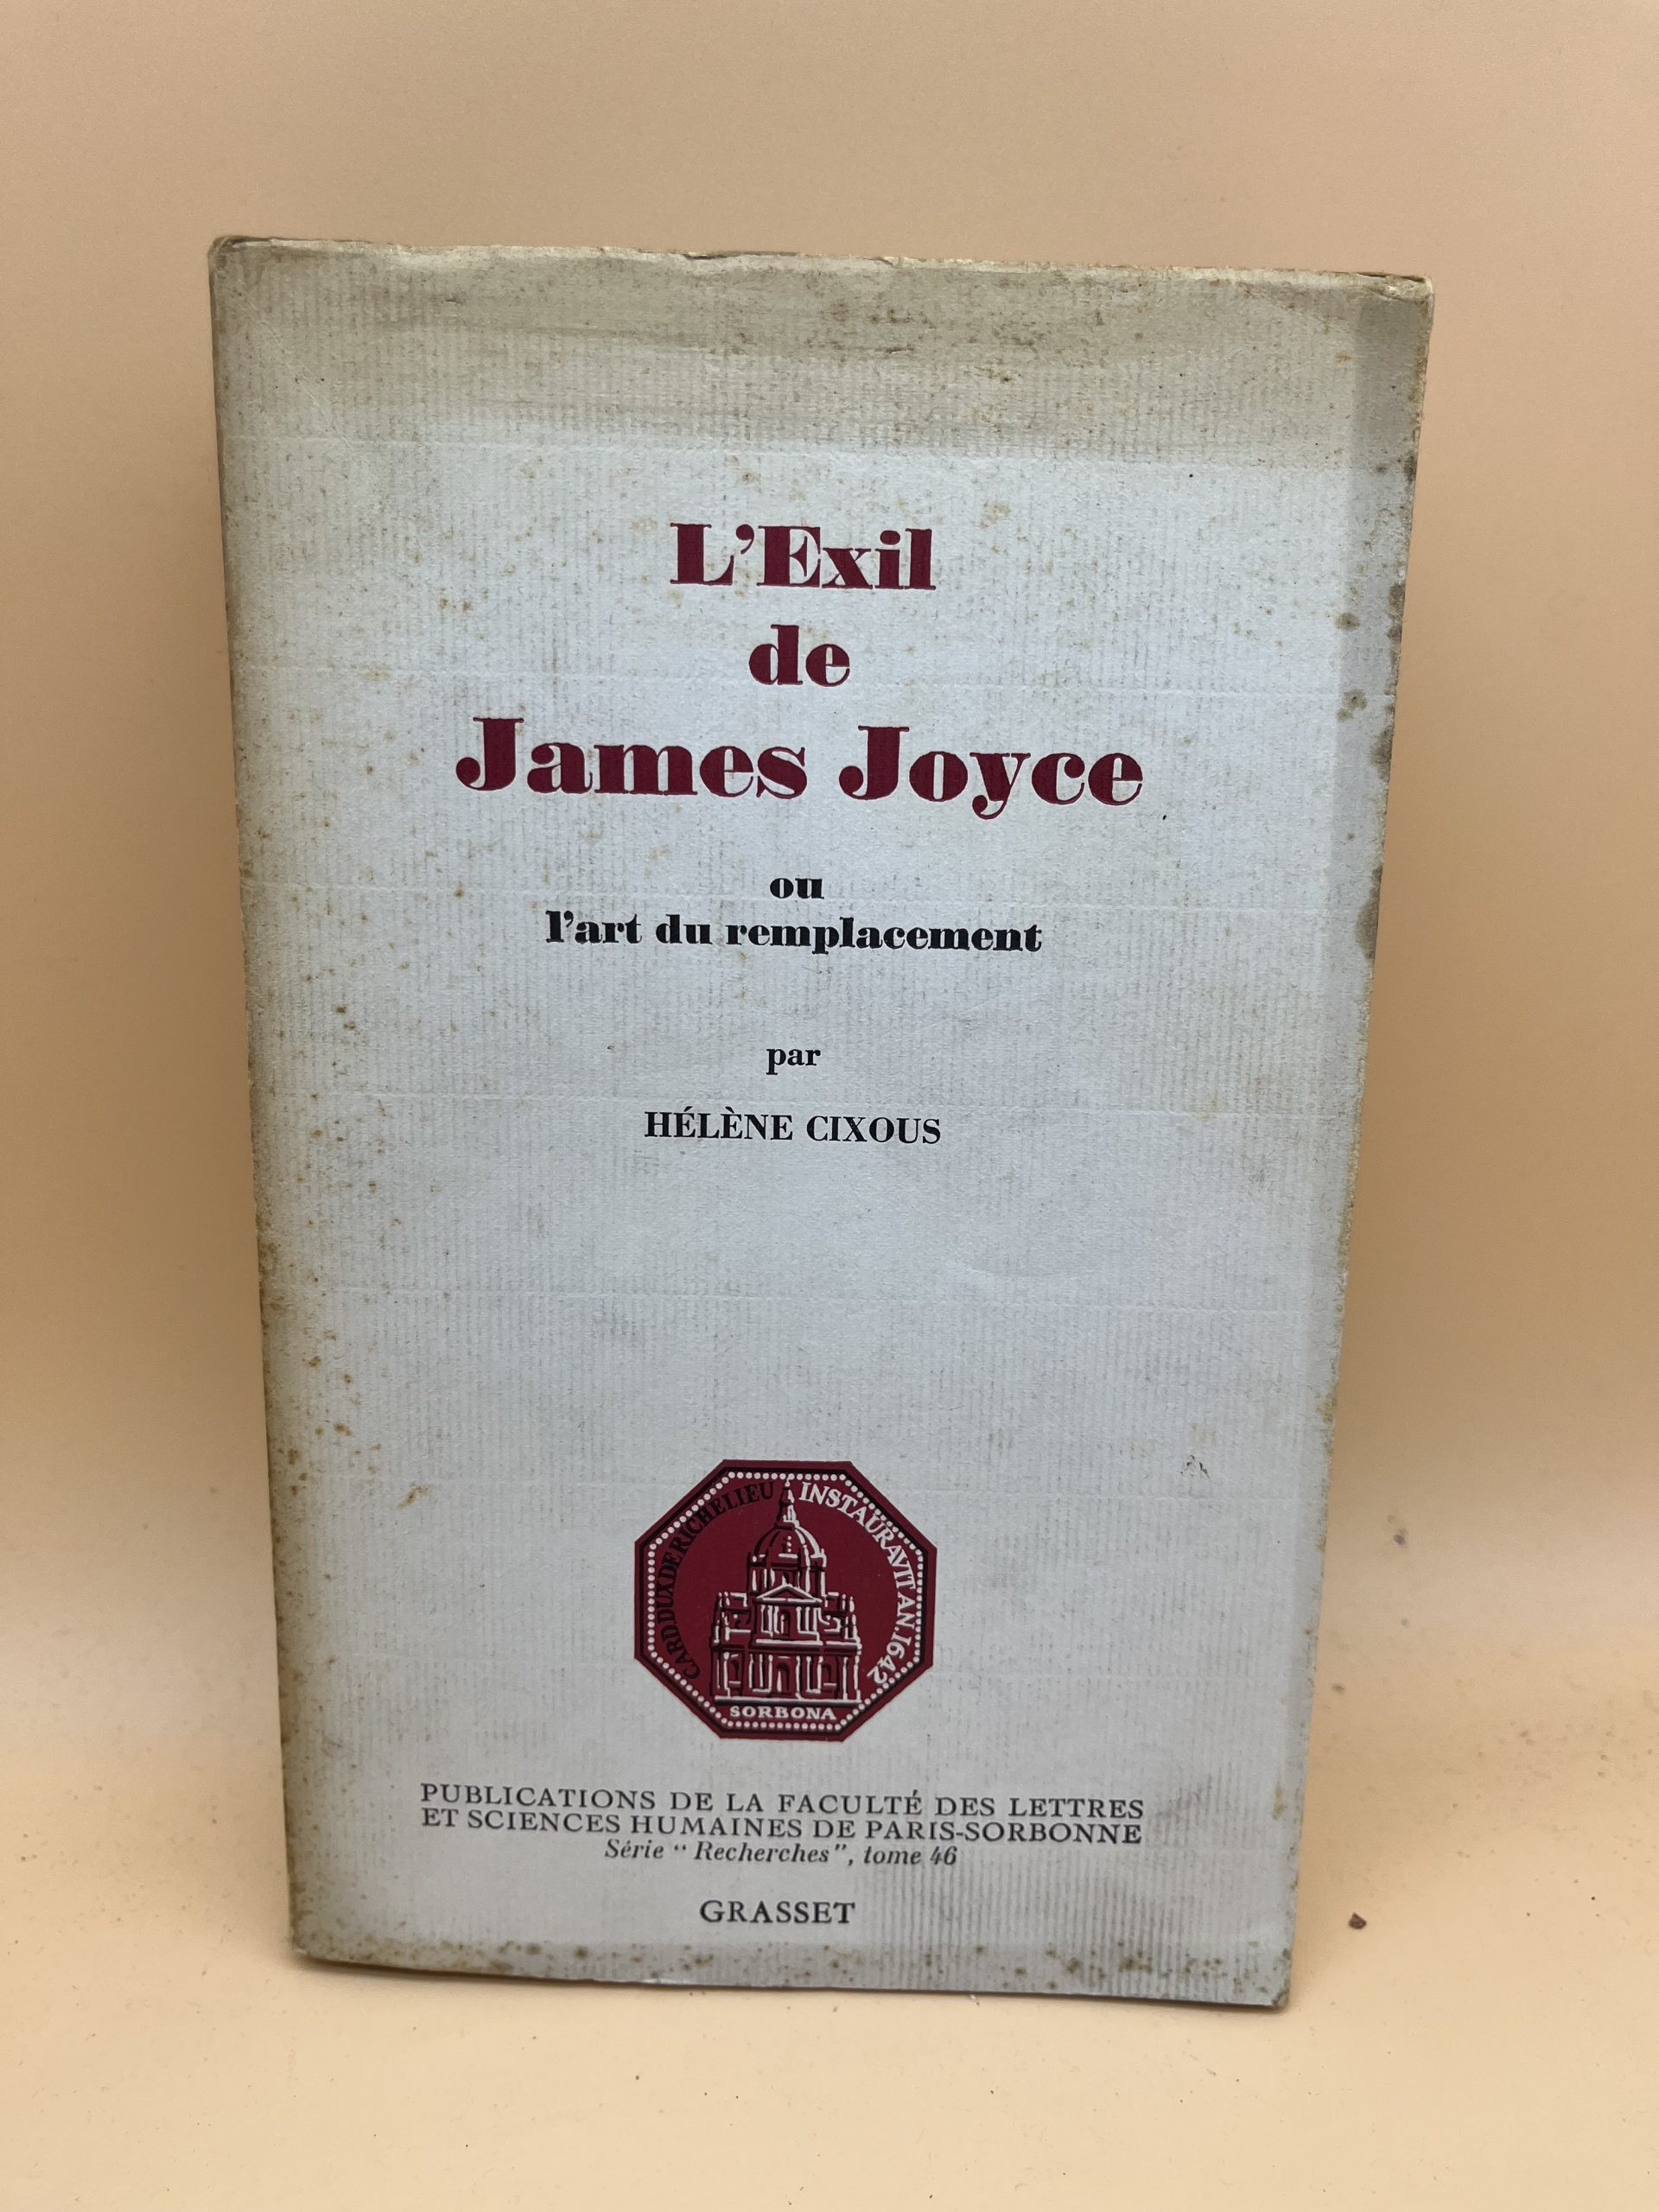 L'Exil
de
James Joyce
ou
l'art du remplacement
par
HÉLÈNE CIXOUS
CARD.DUX.DE RICHELIEU INSTAURAVIT AN.1642
SORBONA
PUBLICATIONS DE LA FACULTÉ DES LETTRES
ET SCIENCES HUMAINES DE PARIS-SORBONNE
Série “ Recherches”, tome 46
GRASSET